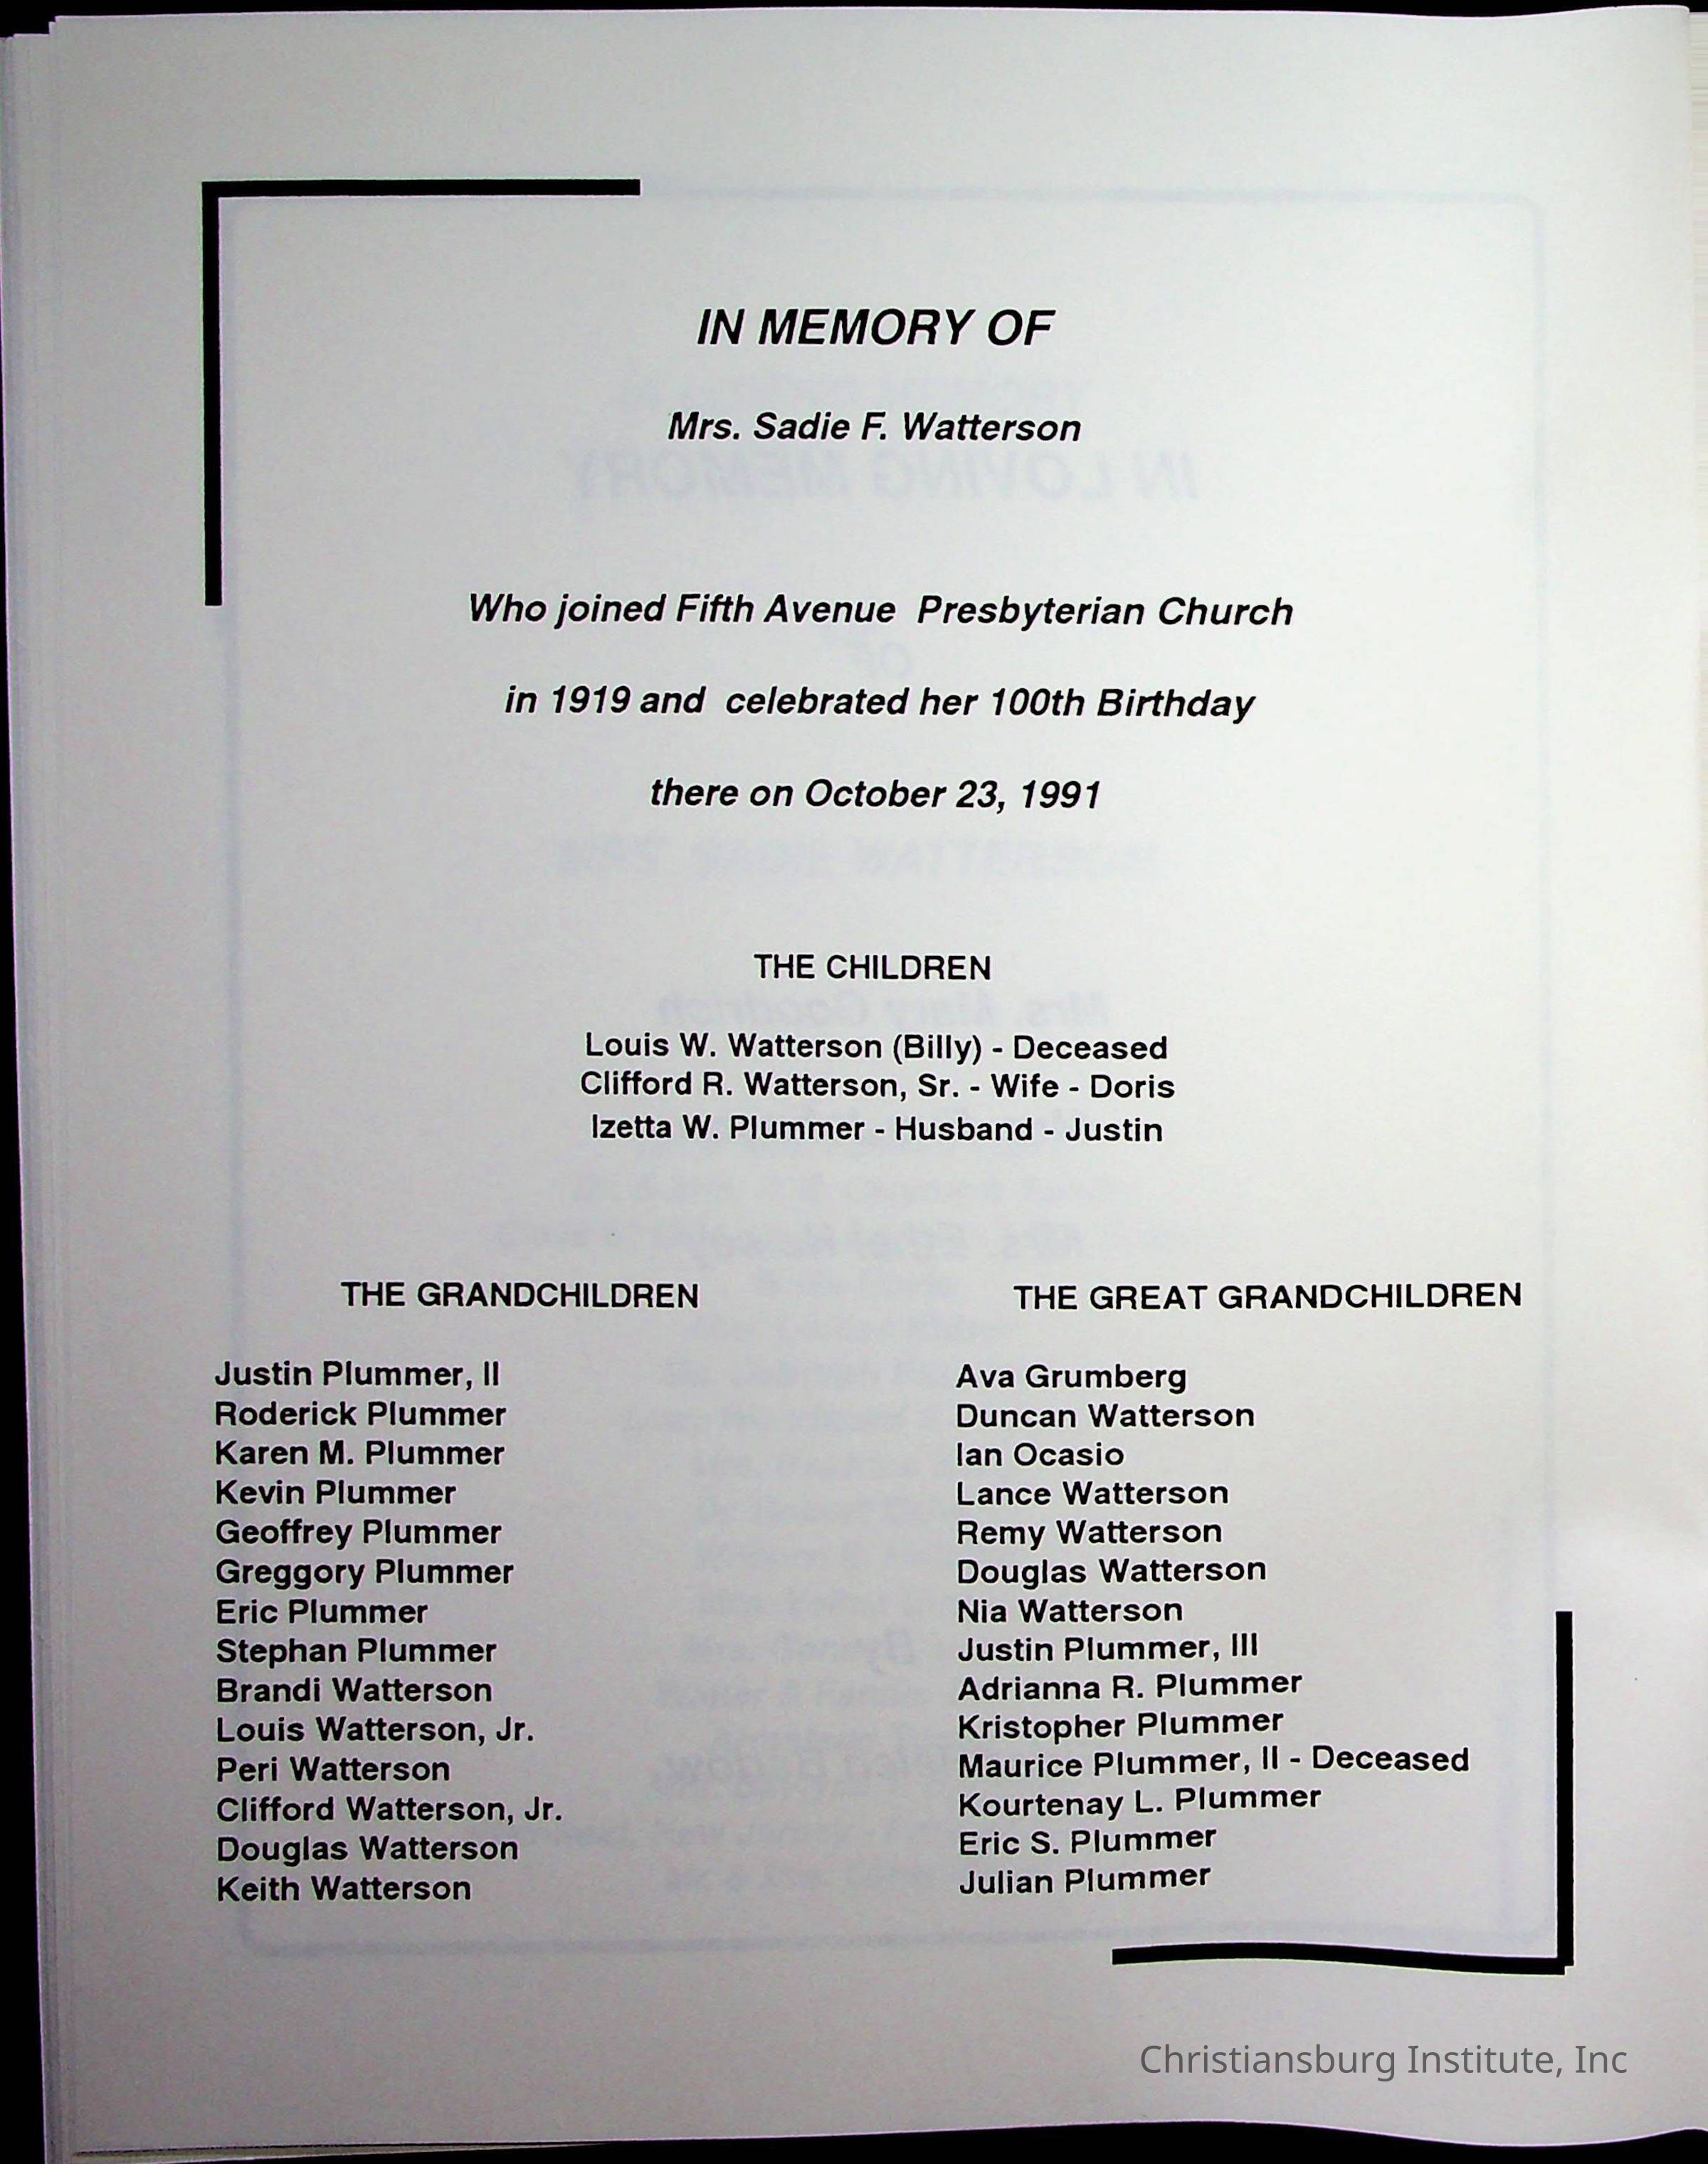 IN MEMORY OF
Mrs. Sadie F. Watterson
Who joined Fifth Avenue Presbyterian Church
in 1919 and celebrated her 100th Birthday
there on October 23, 1991
THE CHILDREN
Louis W. Watterson (Billy) - Deceased
Clifford R. Watterson, Sr. - Wife - Doris
Izetta W. Plummer - Husband - Justin
THE GRANDCHILDREN
Justin Plummer, II
Roderick Plummer
Karen M. Plummer
Kevin Plummer
Geoffrey Plummer
Greggory Plummer
Eric Plummer
Stephan Plummer
Brandi Watterson
Louis Watterson, Jr.
Peri Watterson
Clifford Watterson, Jr.
Douglas Watterson
Keith Watterson
THE GREAT GRANDCHILDREN
Ava Grumberg
Duncan Watterson
Ian Ocasio
Lance Watterson
Remy Watterson
Douglas Watterson
Nia Watterson
Justin Plummer, III
Adrianna R. Plummer
Kristopher Plummer
Maurice Plummer, II - Deceased
Kourtenay L. Plummer
Eric S. Plummer
Julian Plummer
Christiansburg Institute, Inc